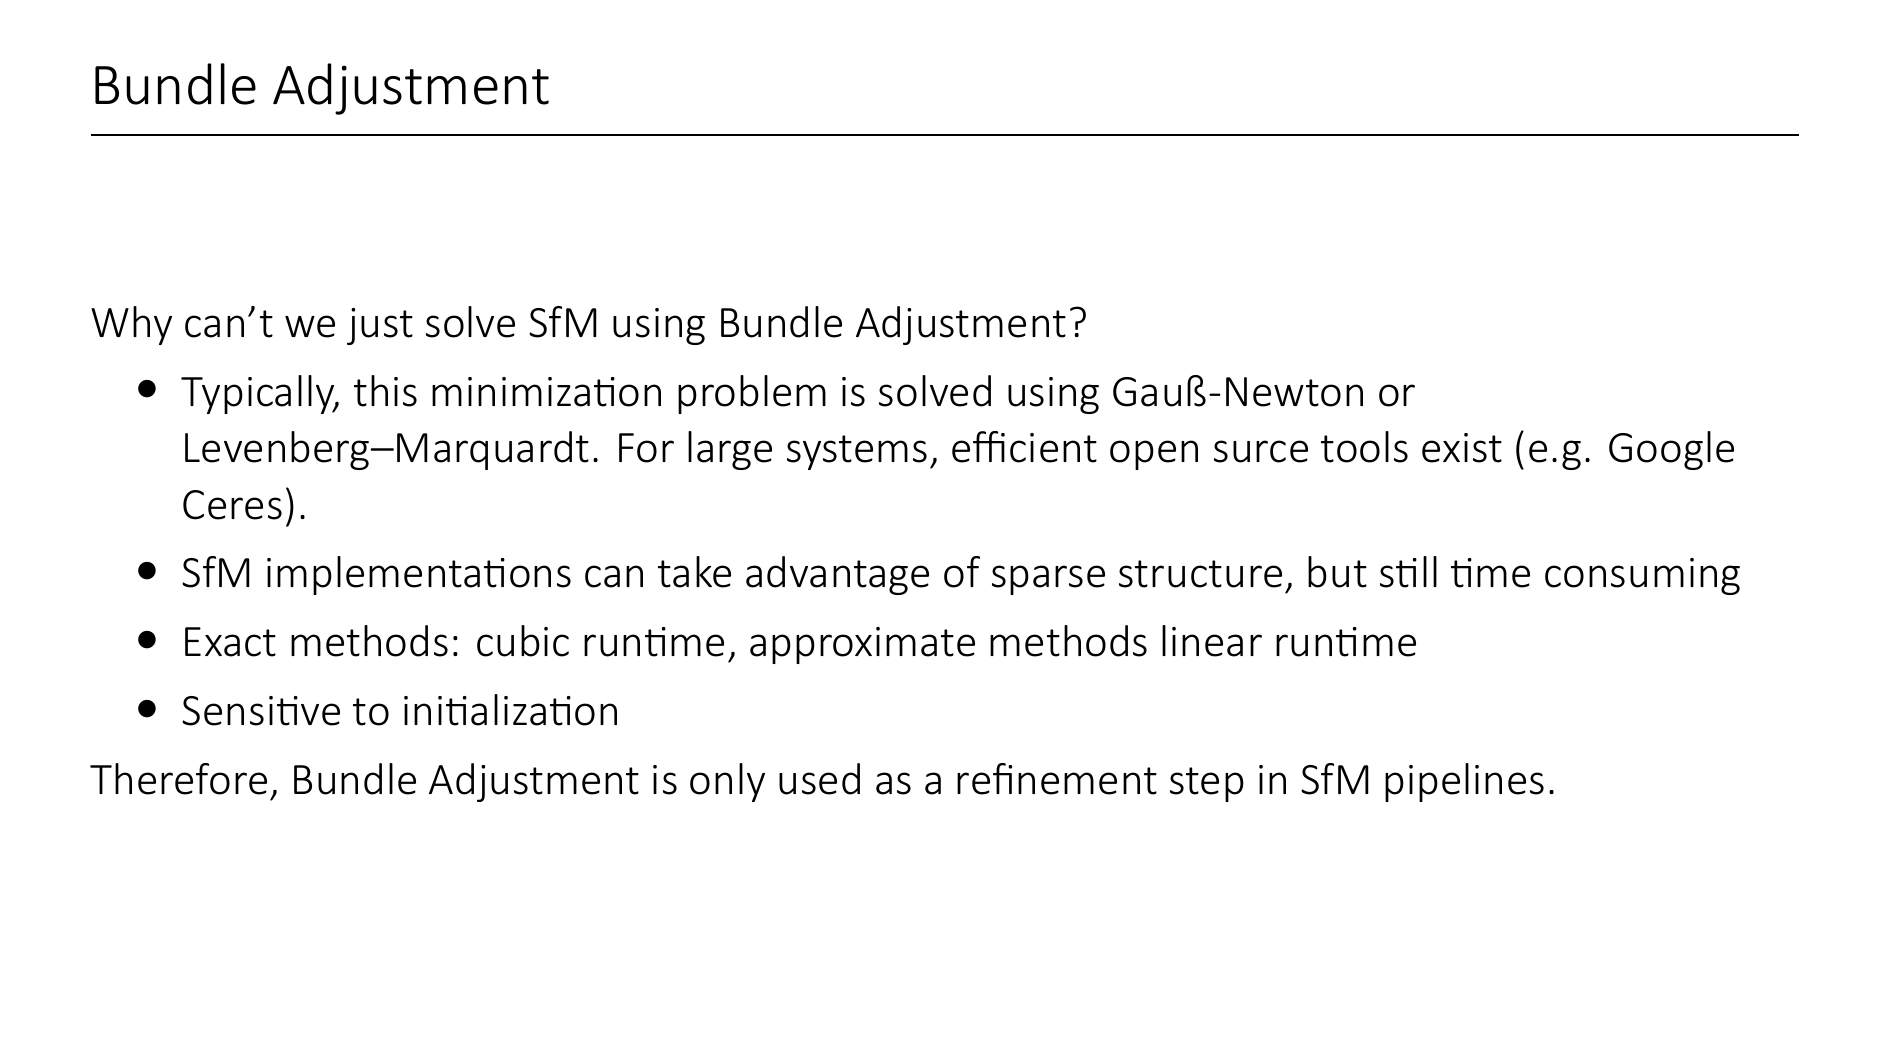 Bundle Adjustment
Why can’t we just solve SfM using Bundle Adjustment?
• Typically, this minimization problem is solved using Gauß-Newton or
Levenberg–Marquardt. For large systems, efficient open surce tools exist (e.g. Google
Ceres).
• SfM implementations can take advantage of sparse structure, but still time consuming
• Exact methods: cubic runtime, approximate methods linear runtime
• Sensitive to initialization
Therefore, Bundle Adjustment is only used as a refinement step in SfM pipelines.